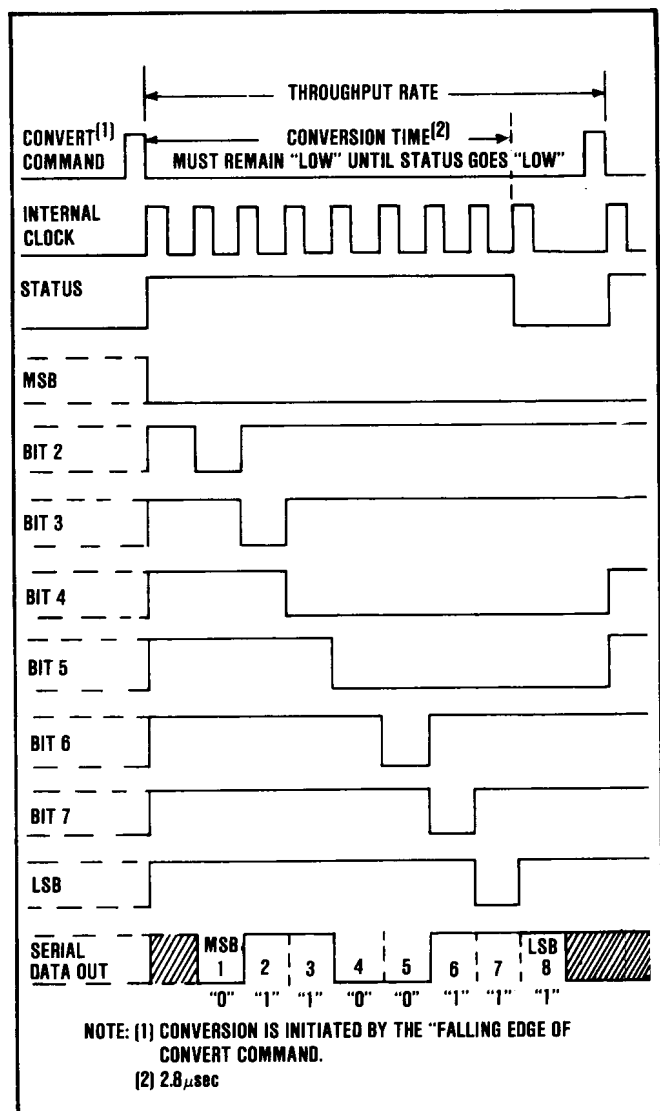 THROUGHPUT RATE
CONVERT(1)
COMMAND
CONVERSION TIME(2)
MUST REMAIN "LOW" UNTIL STATUS GOES "LOW"
INTERNAL
CLOCK
STATUS
MSB
BIT 2
BIT 3
BIT 4
BIT 5
BIT 6
BIT 7
LSB
SERIAL
DATA OUT
MSB
1 2 3 4 5 6 7
LSB
8
"0" "1" "1" "0" "0" "1" "1" "1"
NOTE: (1) CONVERSION IS INITIATED BY THE "FALLING EDGE OF
CONVERT COMMAND.
(2) 2.8μsec